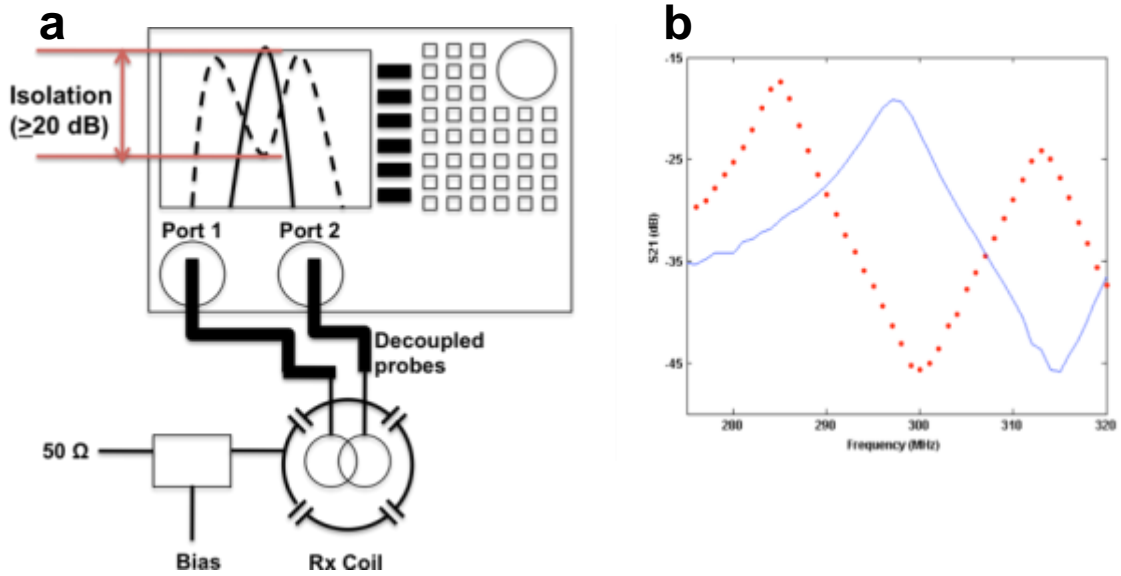 a
Isolation
(≥20 dB)
Port 1
Port 2
Decoupled
probes
50 Ω
Bias
Rx Coil
b
-15
-25
-35
-45
S21 (dB)
280
290
300
310
320
Frequency (MHz)